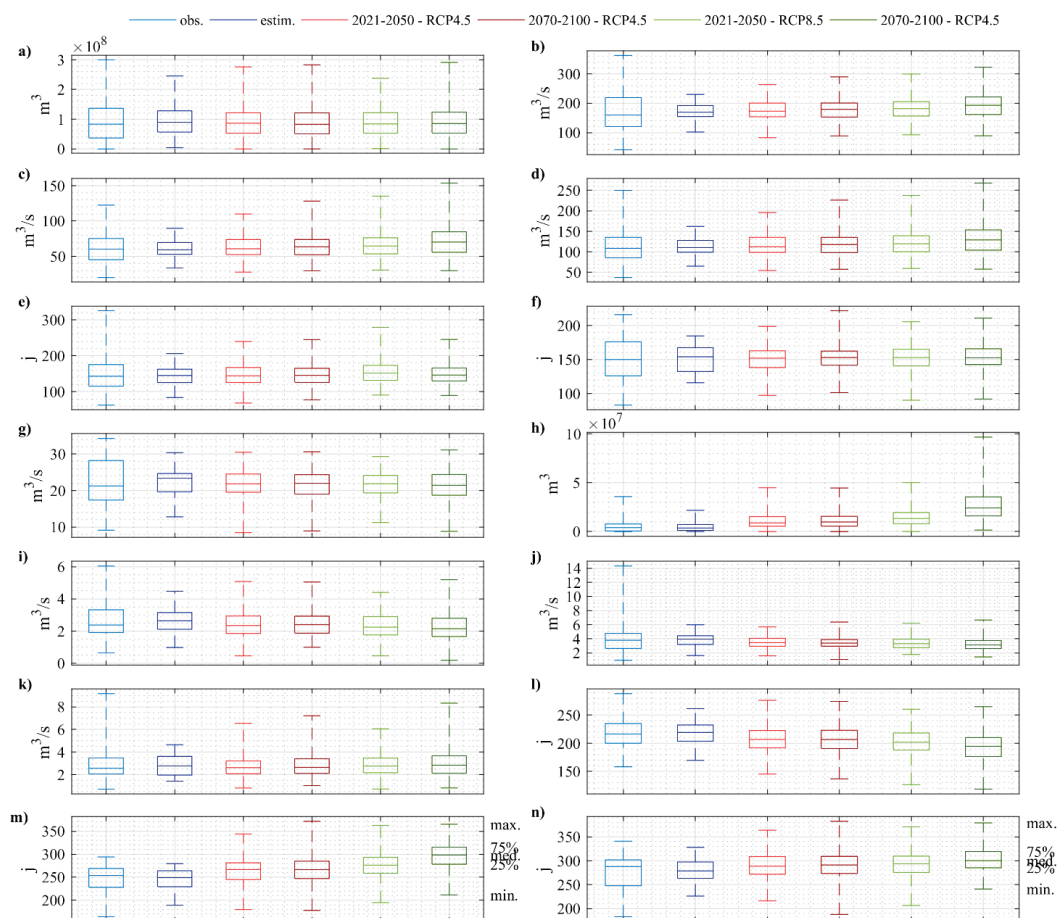 obs. estim. 2021-2050 - RCP4.5 2070-2100 - RCP4.5 2021-2050 - RCP8.5 2070-2100 - RCP4.5
a) ×10^8
m^3
3
2
1
0
b)
m^3/s
300
200
100
c)
m^3/s
150
100
50
d)
m^3/s
250
200
150
100
50
e)
j
300
200
100
f)
j
200
150
100
g)
m^3/s
30
20
10
h) ×10^7
m^3
10
5
0
i)
m^3/s
6
4
2
0
j)
m^3/s
14
12
10
8
6
4
2
k)
m^3/s
8
6
4
2
l)
j
250
200
150
m)
j
350
300
250
200
max.
75%
med.
25%
min.
n)
j
350
300
250
200
max.
75%
med.
25%
min.